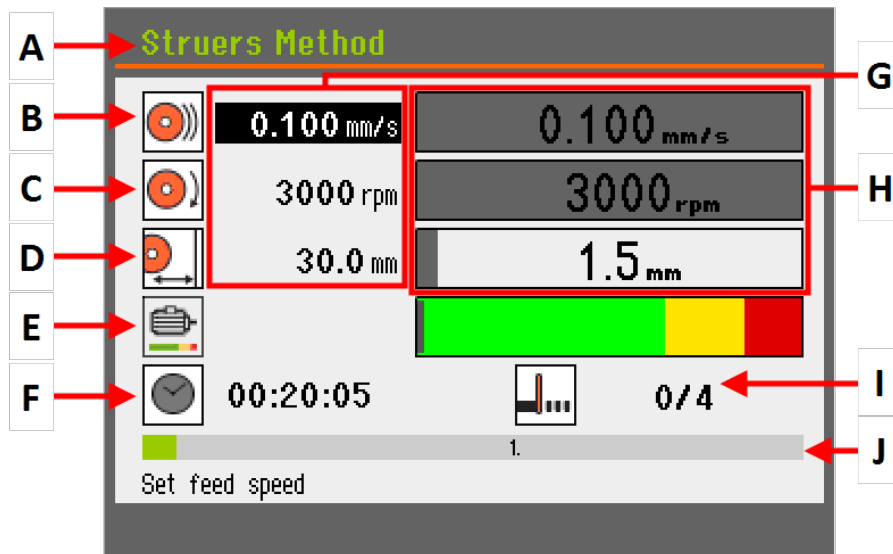 A
Struers Method
G
B
0.100 mm/s
0.100 mm/s
C
3000 rpm
3000 rpm
H
D
30.0 mm
1.5 mm
E
F
00:20:05
0/4
I
1.
J
Set feed speed